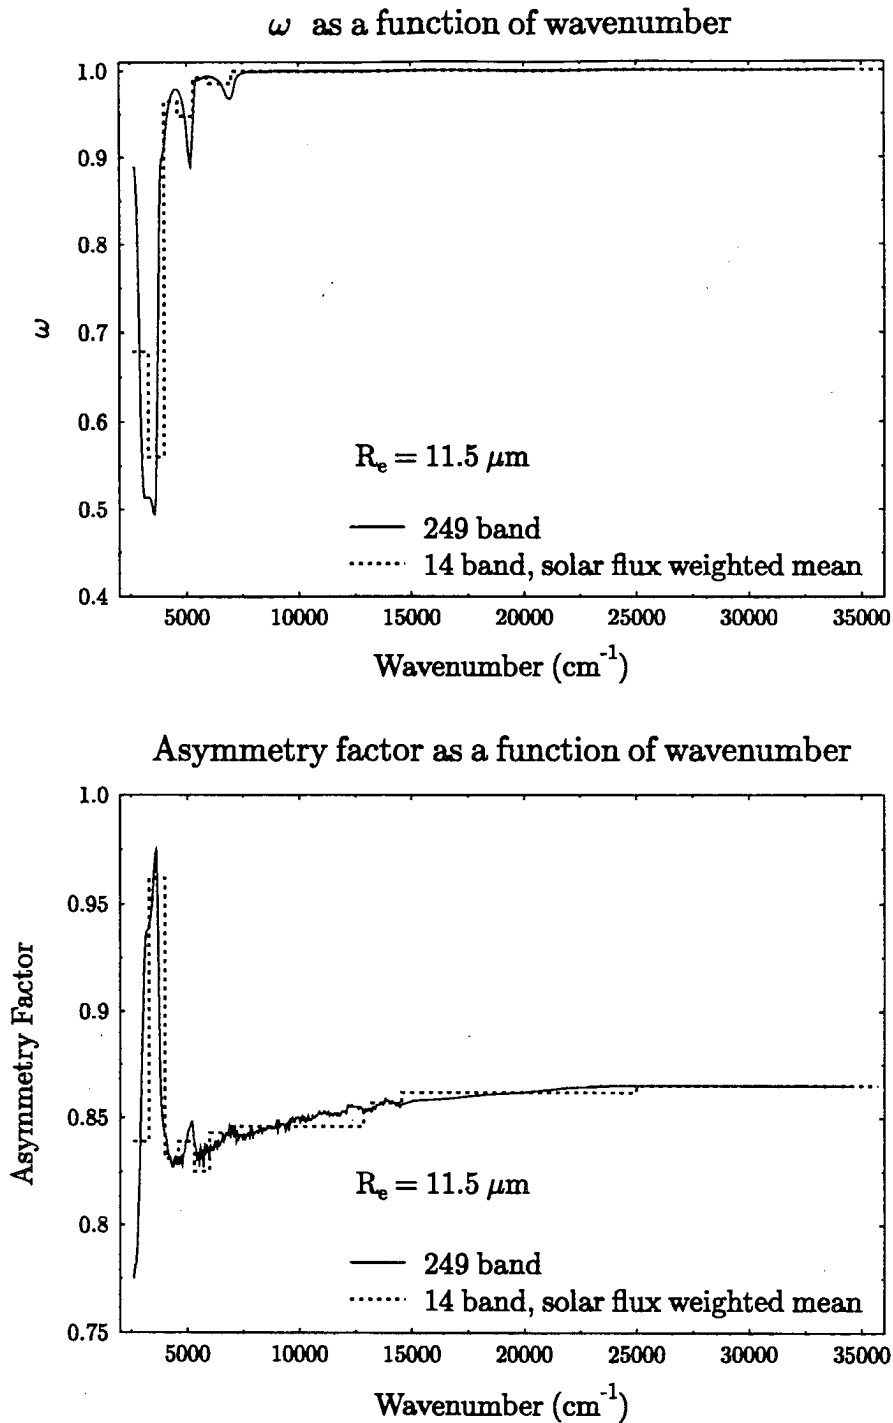 ω as a function of wavenumber
1.0
0.9
0.8
0.7
0.6
0.5
0.4
ω
R_e = 11.5 μm
249 band
14 band, solar flux weighted mean
5000 10000 15000 20000 25000 30000 35000
Wavenumber (cm⁻¹)
Asymmetry factor as a function of wavenumber
1.0
0.95
0.9
0.85
0.8
0.75
Asymmetry Factor
R_e = 11.5 μm
249 band
14 band, solar flux weighted mean
5000 10000 15000 20000 25000 30000 35000
Wavenumber (cm⁻¹)